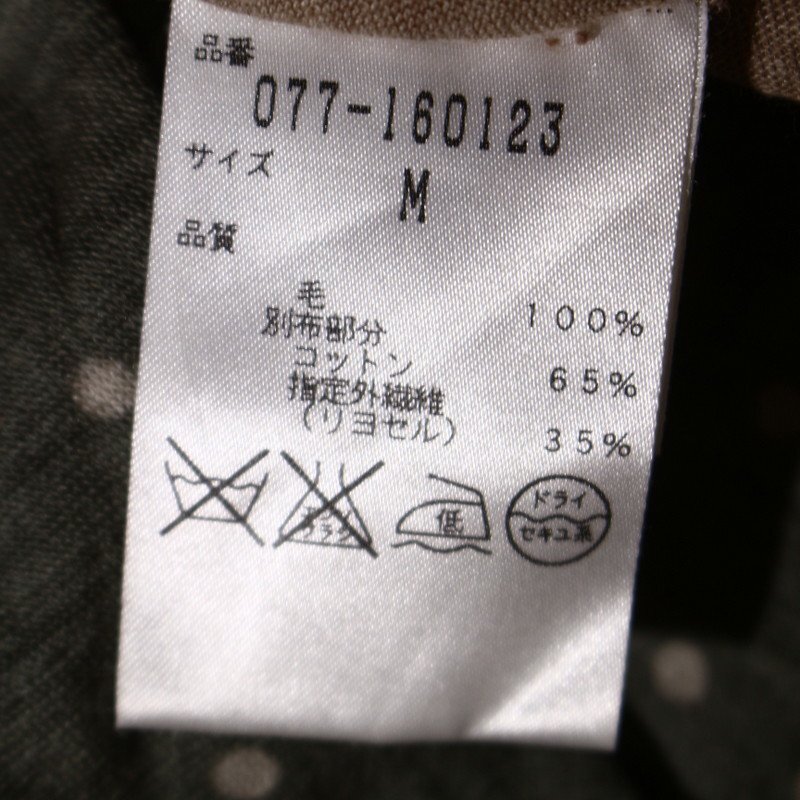 品番
077-160123
サイズ
M
品質
毛 100%
別布部分
コットン 65%
指定外繊維
(リヨセル) 35%
低
ドライ
セキユ系